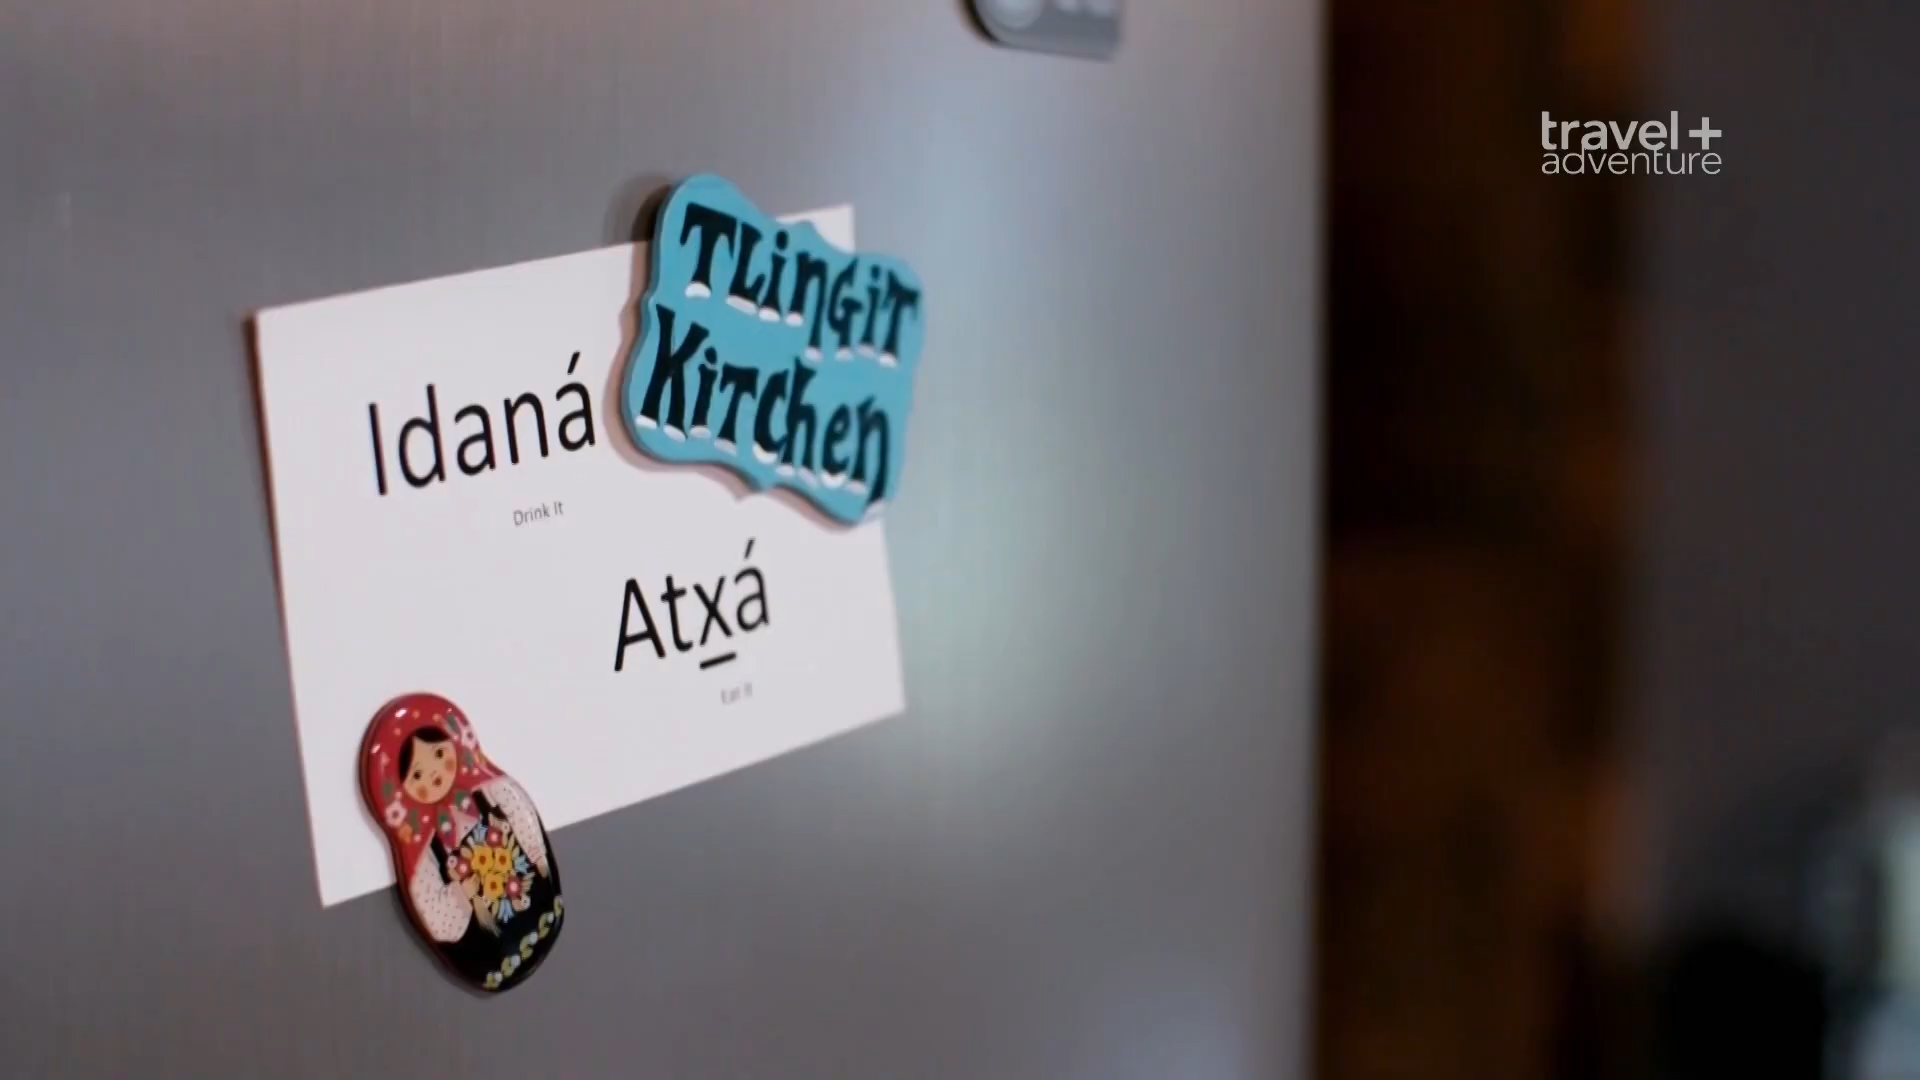 travel+
adventure
TLinGiT
Kitchen
Idaná
Drink It
Atx̱á
Eat It